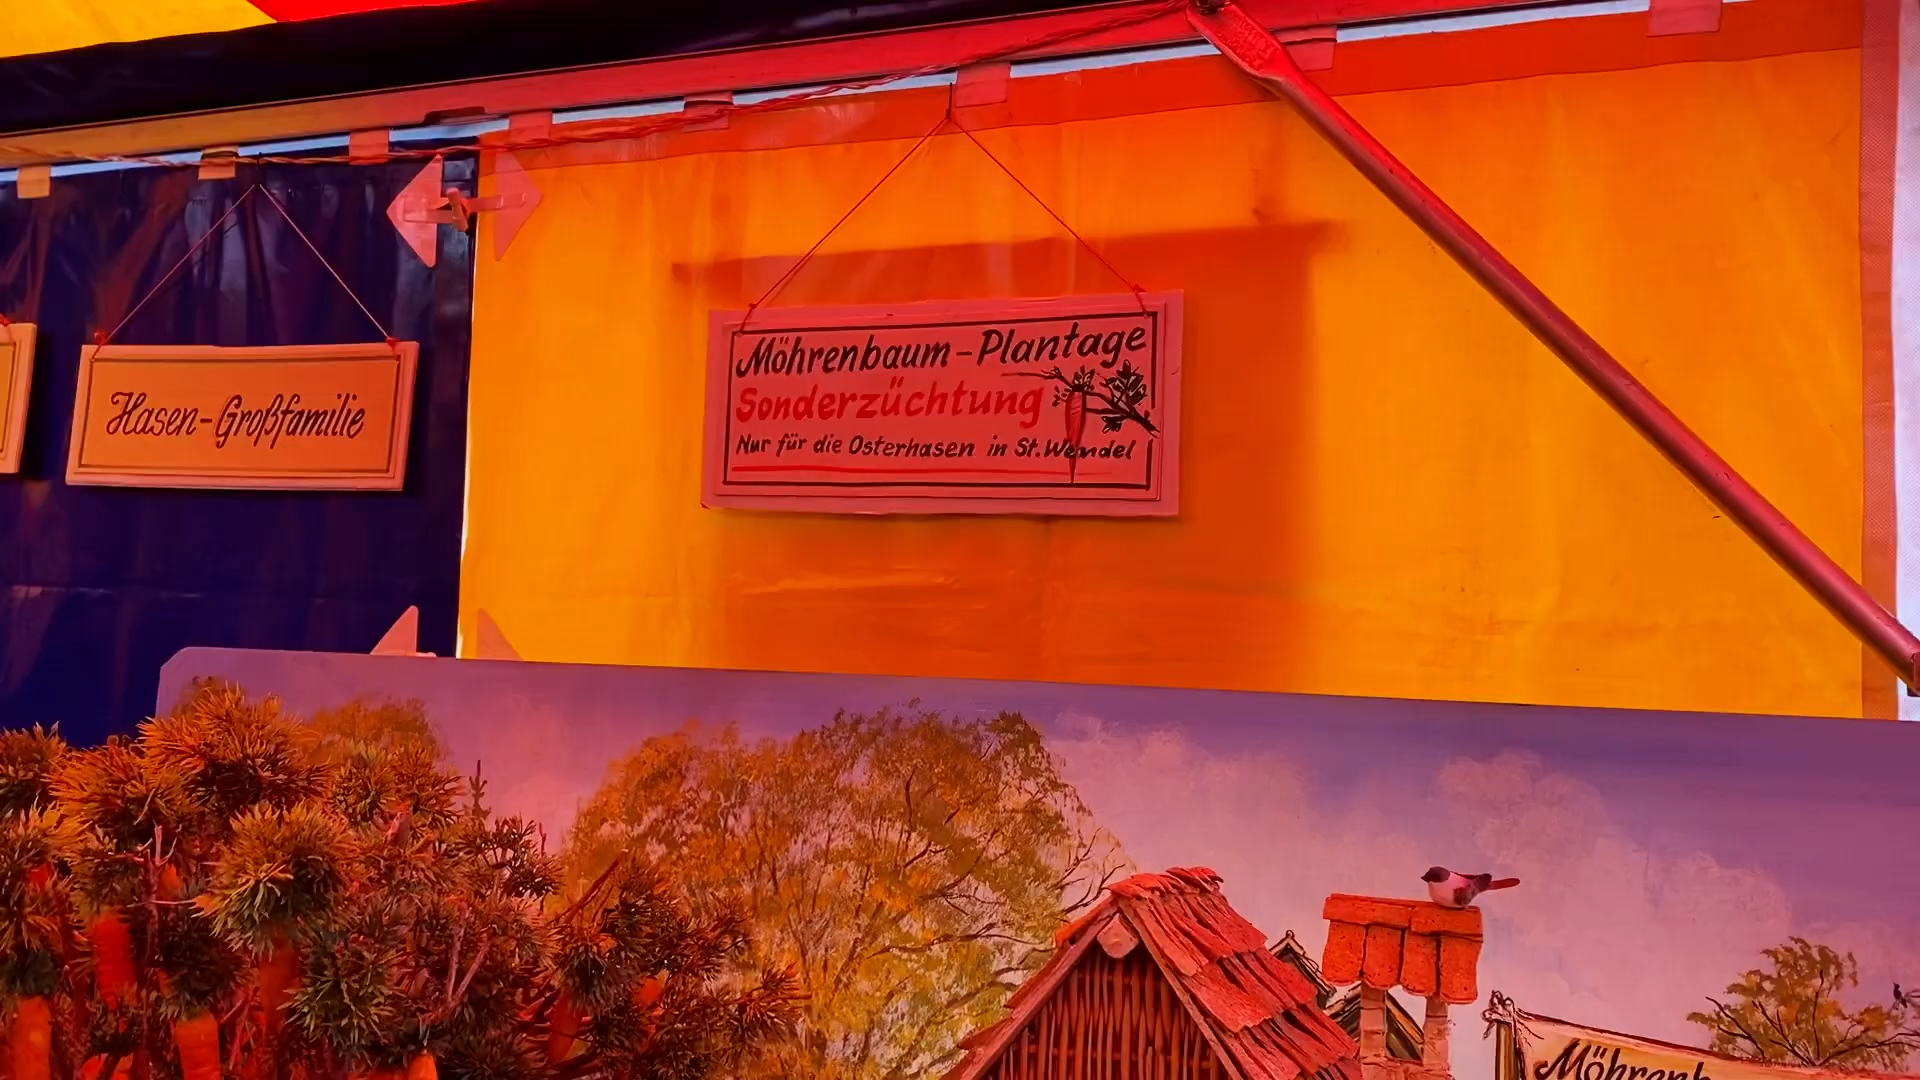 Hasen-Großfamilie
Möhrenbaum-Plantage
Sonderzüchtung
Nur für die Osterhasen in St. Wendel